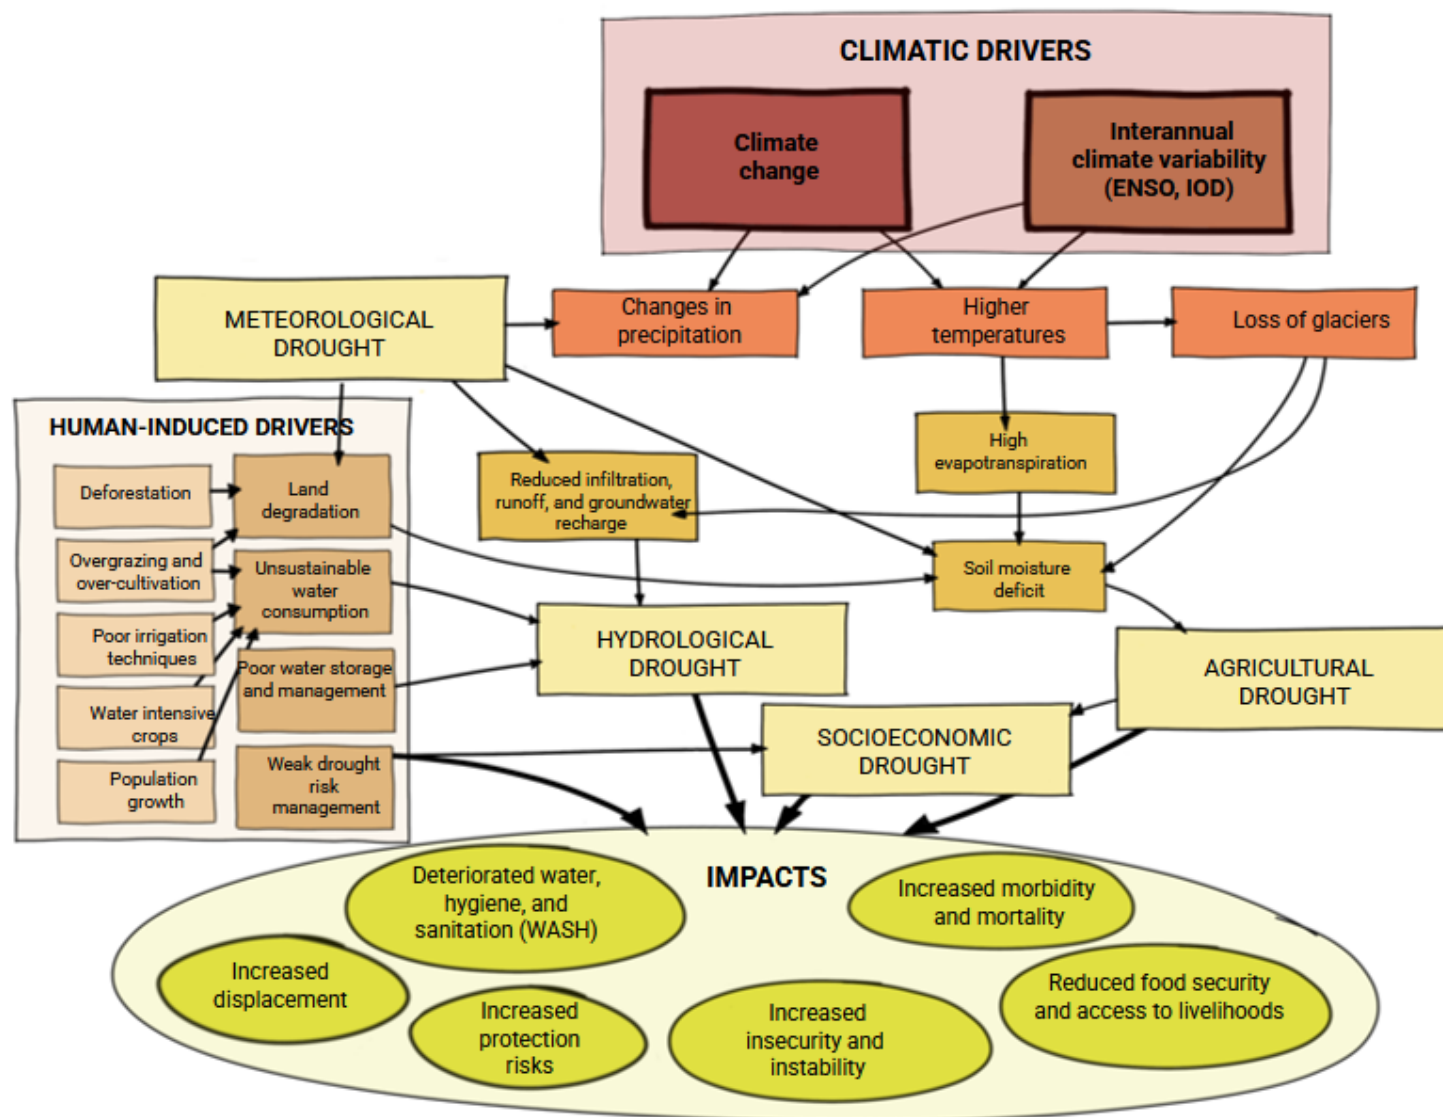 CLIMATIC DRIVERS
Climate
change
Interannual
climate variability
(ENSO, IOD)
METEOROLOGICAL
DROUGHT
Changes in
precipitation
Higher
temperatures
Loss of glaciers
HUMAN-INDUCED DRIVERS
Deforestation
Land
degradation
Overgrazing and
over-cultivation
Unsustainable
water
consumption
Poor irrigation
techniques
Poor water storage
and management
Water intensive
crops
Population
growth
Weak drought
risk
management
Reduced infiltration,
runoff, and groundwater
recharge
High
evapotranspiration
Soil moisture
deficit
HYDROLOGICAL
DROUGHT
AGRICULTURAL
DROUGHT
SOCIOECONOMIC
DROUGHT
IMPACTS
Deteriorated water,
hygiene, and
sanitation (WASH)
Increased morbidity
and mortality
Increased
displacement
Increased
protection
risks
Increased
insecurity and
instability
Reduced food security
and access to livelihoods